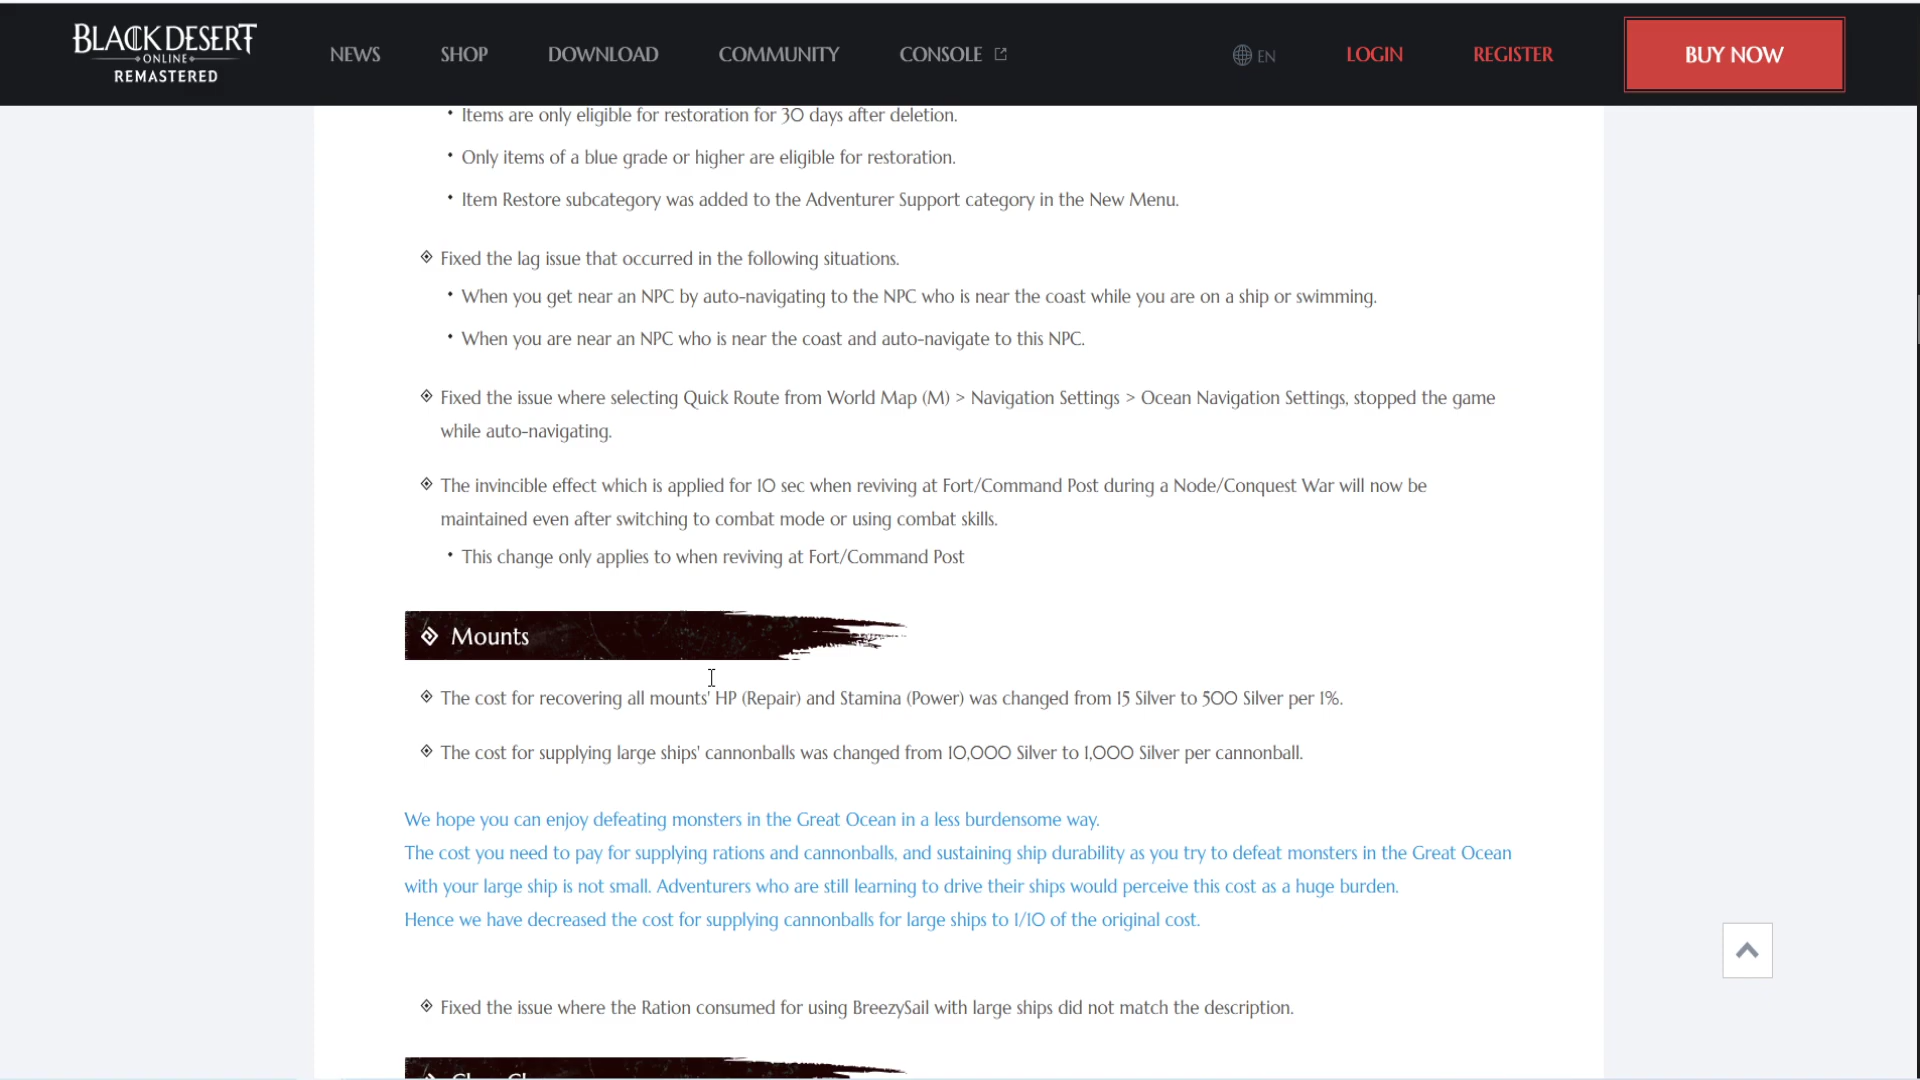 BLACK DESERT
ONLINE
REMASTERED
NEWS SHOP DOWNLOAD COMMUNITY CONSOLE EN LOGIN REGISTER BUY NOW
• Items are only eligible for restoration for 30 days after deletion.
• Only items of a blue grade or higher are eligible for restoration.
• Item Restore subcategory was added to the Adventurer Support category in the New Menu.
Fixed the lag issue that occurred in the following situations.
• When you get near an NPC by auto-navigating to the NPC who is near the coast while you are on a ship or swimming.
• When you are near an NPC who is near the coast and auto-navigate to this NPC.
Fixed the issue where selecting Quick Route from World Map (M) > Navigation Settings > Ocean Navigation Settings, stopped the game
while auto-navigating.
The invincible effect which is applied for 10 sec when reviving at Fort/Command Post during a Node/Conquest War will now be
maintained even after switching to combat mode or using combat skills.
• This change only applies to when reviving at Fort/Command Post
Mounts
The cost for recovering all mounts' HP (Repair) and Stamina (Power) was changed from 15 Silver to 500 Silver per 1%.
The cost for supplying large ships' cannonballs was changed from 10,000 Silver to 1,000 Silver per cannonball.
We hope you can enjoy defeating monsters in the Great Ocean in a less burdensome way.
The cost you need to pay for supplying rations and cannonballs, and sustaining ship durability as you try to defeat monsters in the Great Ocean
with your large ship is not small. Adventurers who are still learning to drive their ships would perceive this cost as a huge burden.
Hence we have decreased the cost for supplying cannonballs for large ships to 1/10 of the original cost.
Fixed the issue where the Ration consumed for using BreezySail with large ships did not match the description.